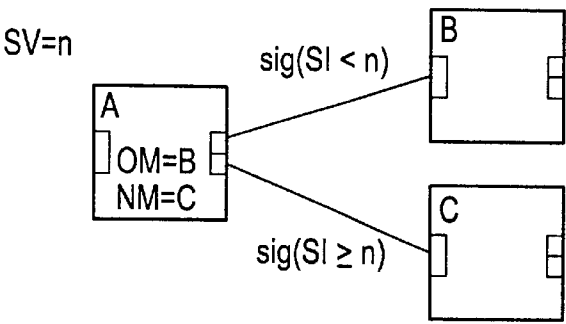 SV=n
A
OM=B
NM=C
sig(SI < n)
sig(SI ≥ n)
B
C